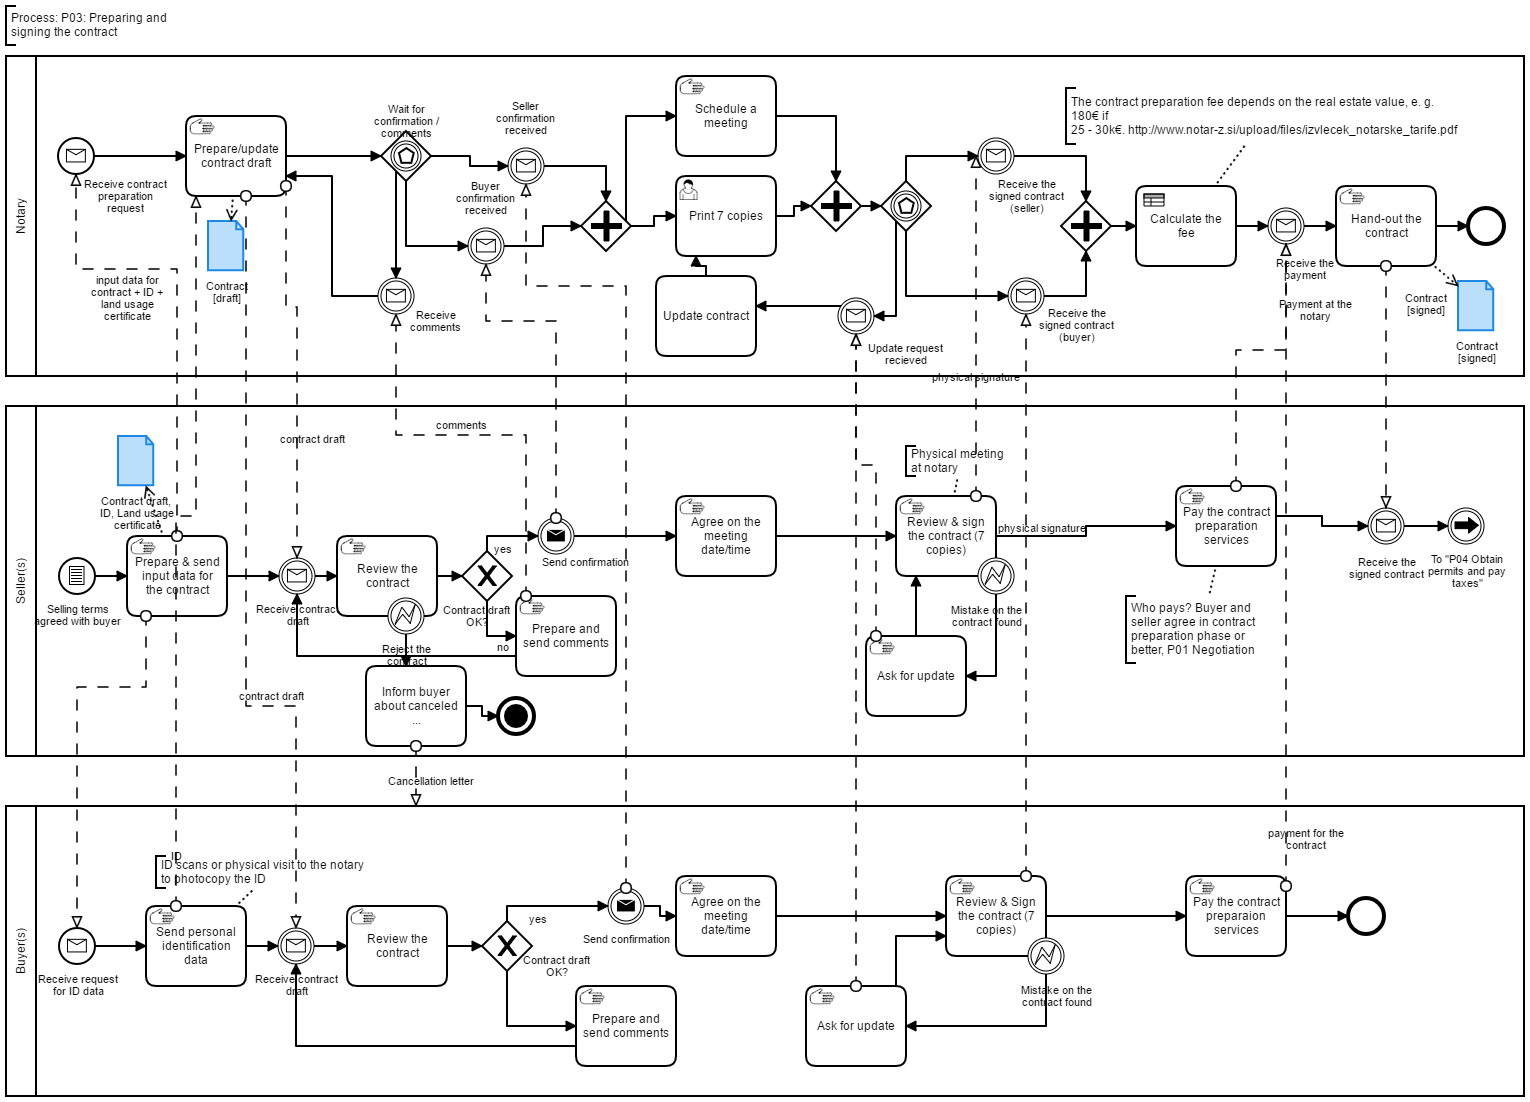 Process: P03: Preparing and
signing the contract
Notary
Receive contract
preparation
request
Prepare/update
contract draft
Contract
[draft]
input data for
contract + ID +
land usage
certificate
Wait for
confirmation /
comments
Seller
confirmation
received
Buyer
confirmation
received
Receive
comments
Schedule a
meeting
Print 7 copies
Update contract
Update request
recieved
Receive the
signed contract
(seller)
Receive the
signed contract
(buyer)
The contract preparation fee depends on the real estate value, e. g.
180€ if
25 - 30k€. http://www.notar-z.si/upload/files/izvlecek_notarske_tarife.pdf
Calculate the
fee
Receive the
payment
Payment at the
notary
Hand-out the
contract
Contract
[signed]
Contract
[signed]
physical signature
Seller(s)
Selling terms
agreed with buyer
Contract draft,
ID, Land usage
certificate
Prepare & send
input data for
the contract
contract draft
Receive contract
draft
contract draft
Review the
contract
Reject the
contract
Inform buyer
about canceled
...
Cancellation letter
comments
yes
Contract draft
OK?
no
Send confirmation
Prepare and
send comments
Agree on the
meeting
date/time
Physical meeting
at notary
Review & sign
the contract (7
copies)
physical signature
Mistake on the
contract found
Ask for update
Pay the contract
preparation
services
Who pays? Buyer and
seller agree in contract
preparation phase or
better, P01 Negotiation
Receive the
signed contract
To "P04 Obtain
permits and pay
taxes"
Buyer(s)
Receive request
for ID data
ID
ID scans or physical visit to the notary
to photocopy the ID
Send personal
identification
data
Receive contract
draft
Review the
contract
yes
Contract draft
OK?
Send confirmation
Prepare and
send comments
Agree on the
meeting
date/time
Ask for update
Review & Sign
the contract (7
copies)
Mistake on the
contract found
Pay the contract
preparaion
services
payment for the
contract